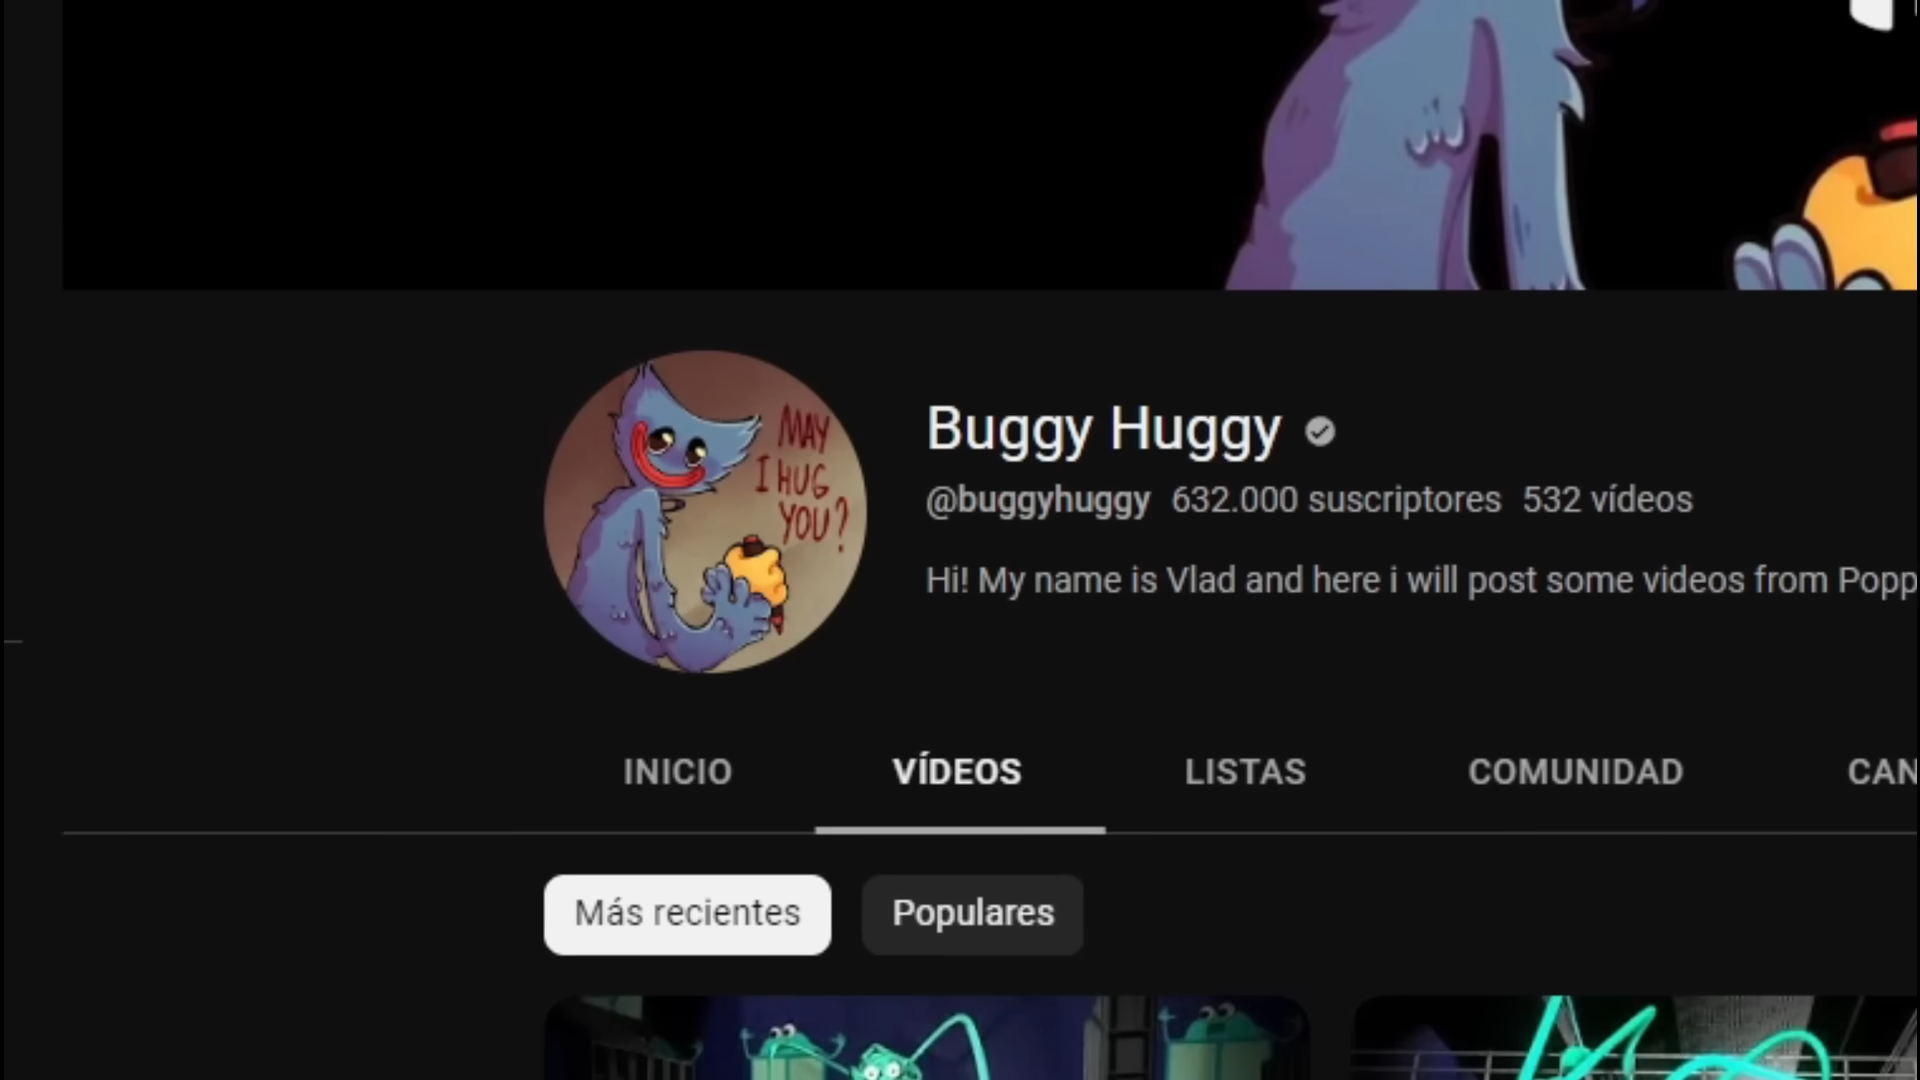 MAY
I HUG
YOU?
Buggy Huggy
@buggyhuggy 632.000 suscriptores 532 vídeos
Hi! My name is Vlad and here i will post some videos from Popp
INICIO VÍDEOS LISTAS COMUNIDAD CAN
Más recientes Populares